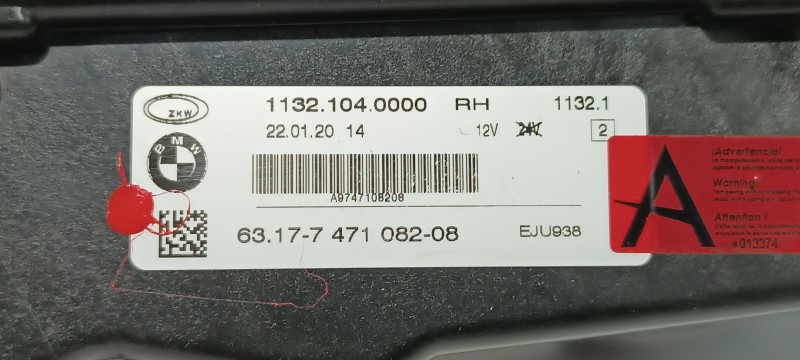 ZKW
BMW
1132.104.0000 RH 1132.1
22.01.20 14 12V 24V 2
A9747108208
63.17-7 471 082-08 EJU938
A
¡Advertencia!
Warning!
Attention !
#013374